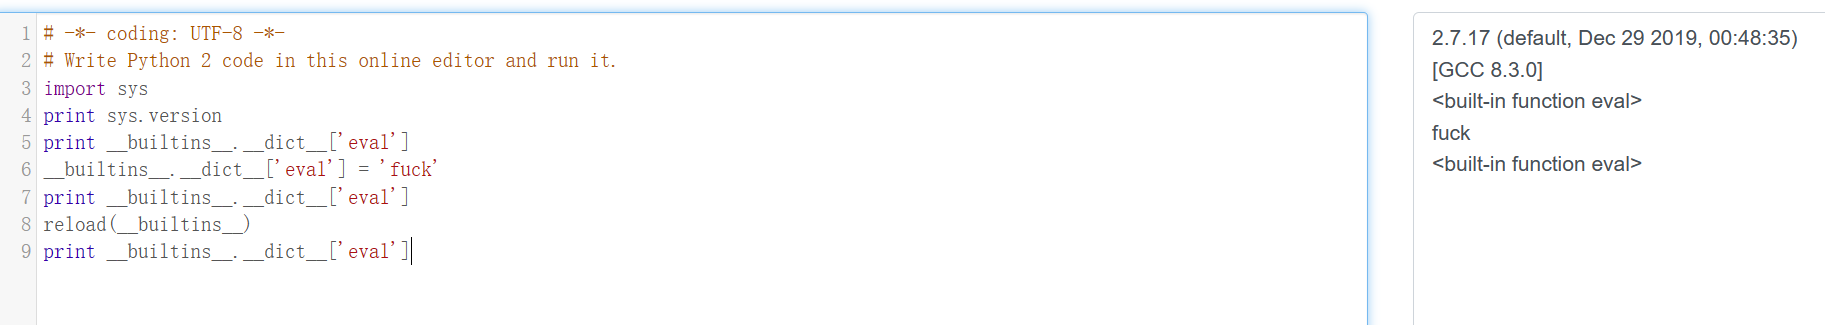 1 # -*- coding: UTF-8 -*-
2 # Write Python 2 code in this online editor and run it.
3 import sys
4 print sys.version
5 print __builtins__.__dict__['eval']
6 __builtins__.__dict__['eval'] = 'fuck'
7 print __builtins__.__dict__['eval']
8 reload(__builtins__)
9 print __builtins__.__dict__['eval']
2.7.17 (default, Dec 29 2019, 00:48:35)
[GCC 8.3.0]
<built-in function eval>
fuck
<built-in function eval>